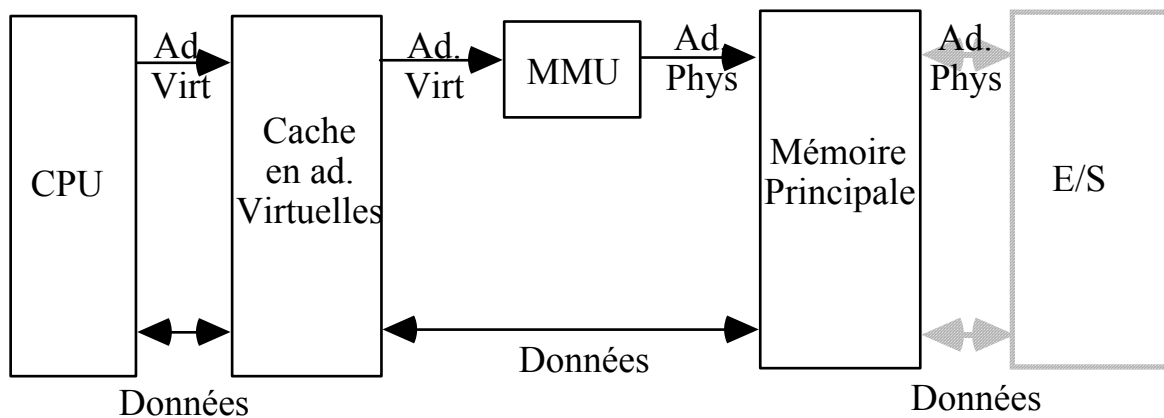 Ad.
Virt
Ad.
Virt
MMU
Ad
Phys
Ad.
Phys
CPU
Cache
en ad.
Virtuelles
Mémoire
Principale
E/S
Données
Données
Données